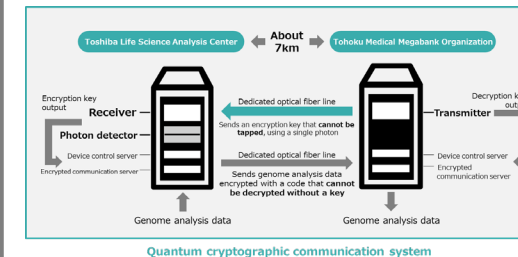 Toshiba Life Science Analysis Center
About
7km
Tohoku Medical Megabank Organization
Encryption key
output
Receiver
Photon detector
Device control server
Encrypted communication server
Dedicated optical fiber line
Sends an encryption key that cannot be
tapped, using a single photon
Dedicated optical fiber line
Sends genome analysis data
encrypted with a code that cannot
be decrypted without a key
Decryption k
out
Transmitter
Device control server
Encrypted
communication server
Genome analysis data
Genome analysis data
Quantum cryptographic communication system